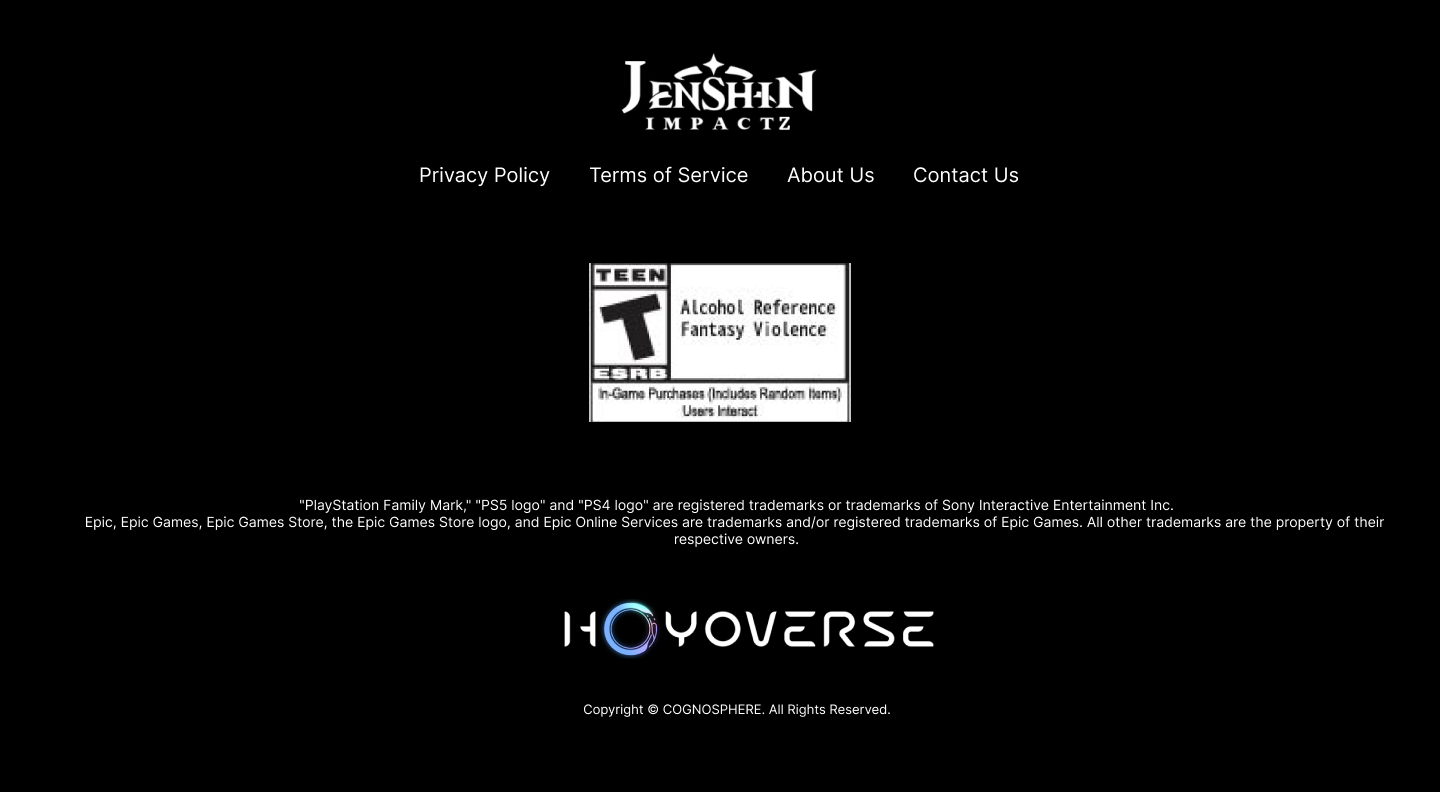 JENSHIN
IMPACTZ
Privacy Policy Terms of Service About Us Contact Us
TEEN
T
ESRB
Alcohol Reference
Fantasy Violence
In-Game Purchases (Includes Random Items)
Users Interact
"PlayStation Family Mark," "PS5 logo" and "PS4 logo" are registered trademarks or trademarks of Sony Interactive Entertainment Inc.
Epic, Epic Games, Epic Games Store, the Epic Games Store logo, and Epic Online Services are trademarks and/or registered trademarks of Epic Games. All other trademarks are the property of their
respective owners.
HOYOVERSE
Copyright © COGNOSPHERE. All Rights Reserved.